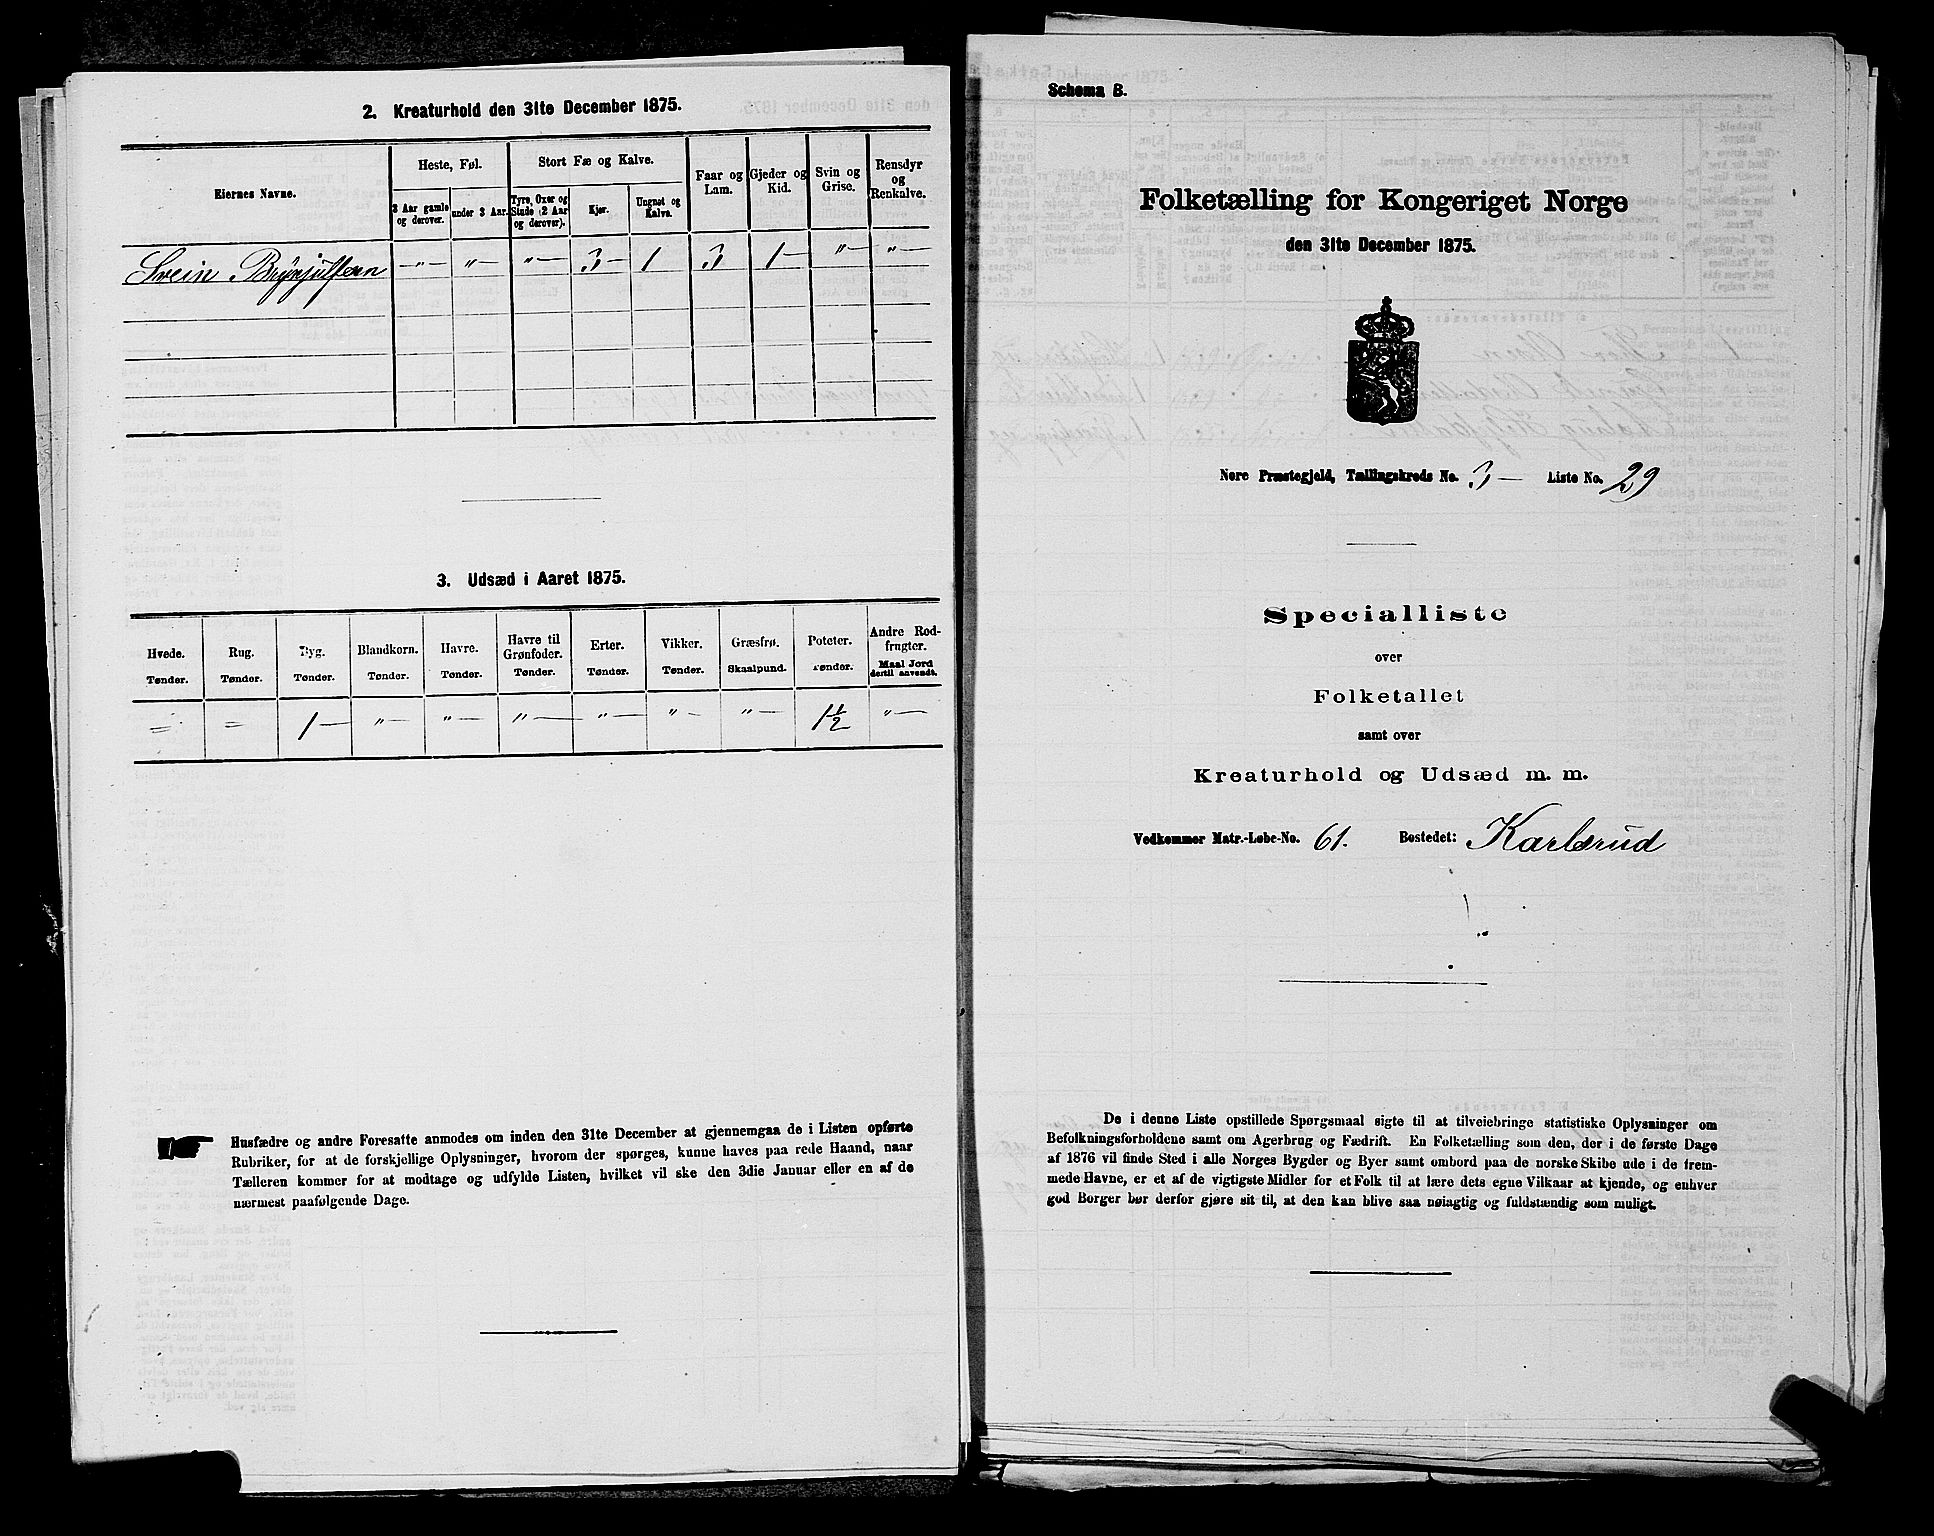 2. Kreaturhold den 31te December 1875.
Eiernes Navne.
Heste, Føl.
3 Aar gamle og derover.
under 3 Aar.
Stort Fæ og Kalve.
Tyre, Oxer og Stude (2 Aar og derover).
Kjør.
Ungnøt og Kalve.
Faar og Lam.
Gjeder og Kid.
Svin og Grise.
Rensdyr og Renkalve.
Svein Brynjulfsen — " — " — " — 3 — 1 3 1 — " — " —
3. Udsæd i Aaret 1875.
Hvede. Tønder.
Rug. Tønder.
Byg. Tønder.
Blandkorn. Tønder.
Havre. Tønder.
Havre til Grønfoder. Tønder.
Erter. Tønder.
Vikker. Tønder.
Græsfrø. Skaalpund.
Poteter. Tønder.
Andre Rodfrugter. Maal Jord dertil anvendt.
" — " — 1 — " — " — " — " — " — " — 1 1/2 " —
Husfædre og andre Foresatte anmodes om inden den 31te December at gjennemgaa de i Listen opførte
Rubriker, for at de forskjellige Oplysninger, hvorom der spørges, kunne haves paa rede Haand, naar
Tælleren kommer for at modtage og udfylde Listen, hvilket vil ske den 3die Januar eller en af de
nærmest paafølgende Dage.
Schema B.
Folketælling for Kongeriget Norge
den 31te December 1875.
Nore Præstegjeld, Tællingskreds No. 3 — Liste No. 29
Specialliste
over
Folketallet
samt over
Kreaturhold og Udsæd m. m.
Vedkommer Matr.-Løbe-No. 61. Bostedet: Karlsrud
De i denne Liste opstillede Spørgsmaal sigte til at tilveiebringe statistiske Oplysninger om
Befolkningsforholdene samt om Agerbrug og Fædrift. En Folketælling som den, der i de første Dage
af 1876 vil finde Sted i alle Norges Bygder og Byer samt ombord paa de norske Skibe ude i de frem-
mede Havne, er et af de vigtigste Midler for et Folk til at lære dets egne Vilkaar at kjende, og enhver
god Borger bør derfor gjøre sit til, at den kan blive saa nøiagtig og fuldstændig som muligt.